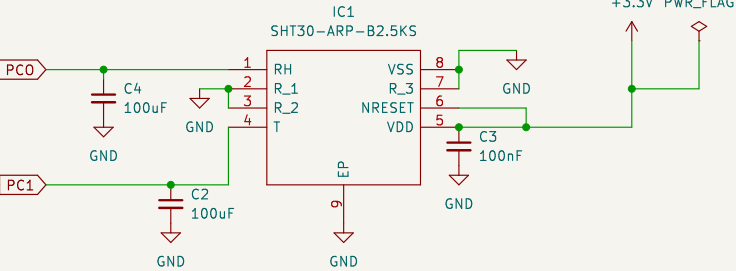 +3.3V PWR_FLAG
IC1
SHT30-ARP-B2.5KS
PC0
1 RH
VSS 8
C4
100uF
2 R_1
R_3 7
GND
3 R_2
NRESET 6
GND
4 T
VDD 5
C3
100nF
GND
EP
PC1
C2
100uF
9
GND
GND
GND